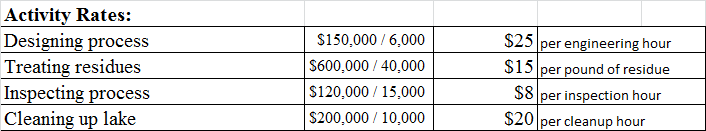 Activity Rates:
Designing process $150,000 / 6,000 $25 per engineering hour
Treating residues $600,000 / 40,000 $15 per pound of residue
Inspecting process $120,000 / 15,000 $8 per inspection hour
Cleaning up lake $200,000 / 10,000 $20 per cleanup hour